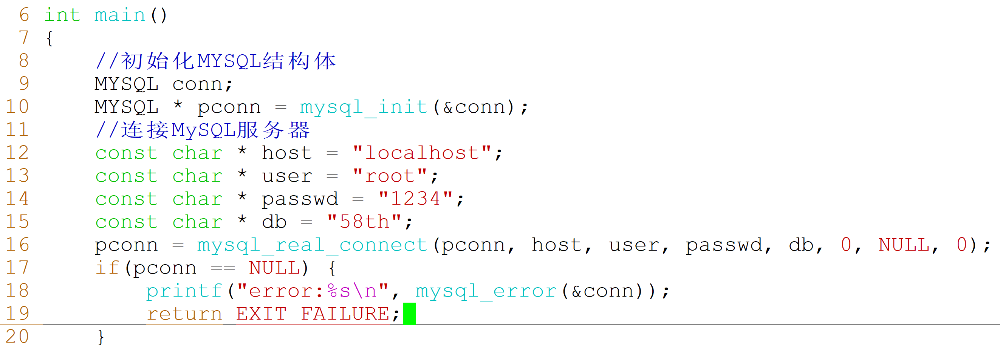 6 int main()
7 {
8     //初始化MYSQL结构体
9     MYSQL conn;
10     MYSQL * pconn = mysql_init(&conn);
11     //连接MySQL服务器
12     const char * host = "localhost";
13     const char * user = "root";
14     const char * passwd = "1234";
15     const char * db = "58th";
16     pconn = mysql_real_connect(pconn, host, user, passwd, db, 0, NULL, 0);
17     if(pconn == NULL) {
18         printf("error:%s\n", mysql_error(&conn));
19         return EXIT_FAILURE;
20     }